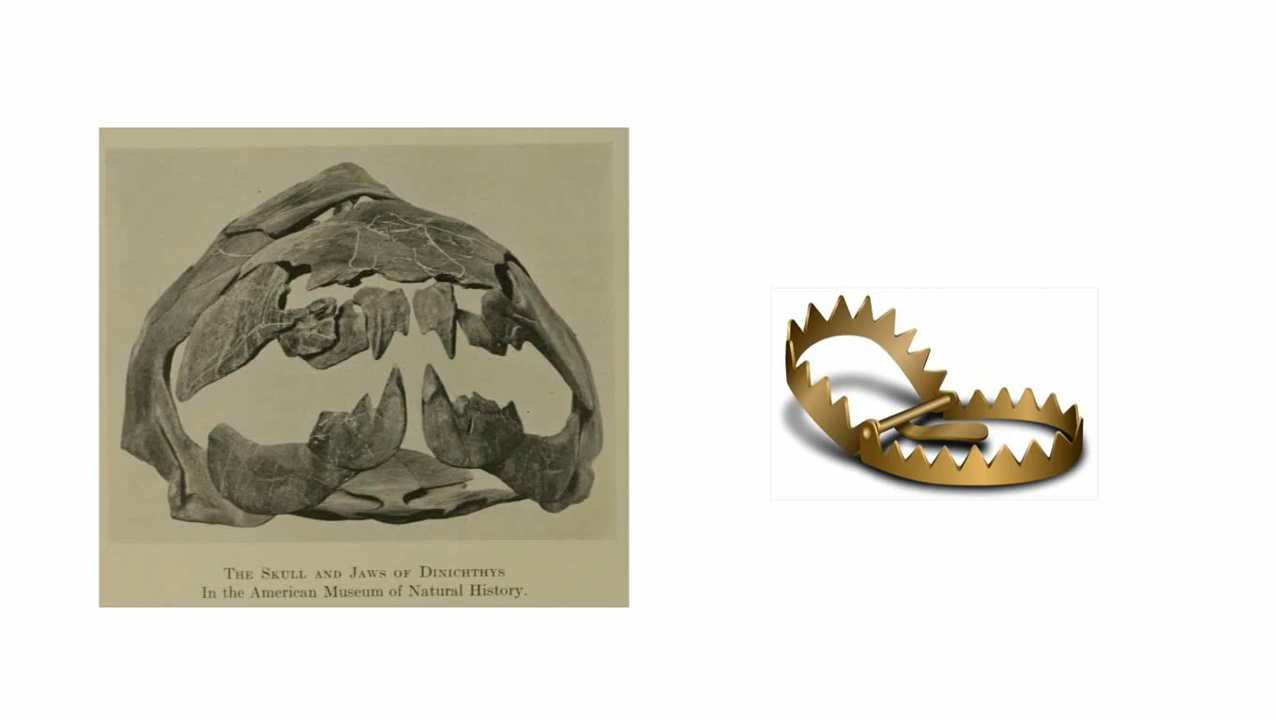 The Skull and Jaws of Dinichthys
In the American Museum of Natural History.